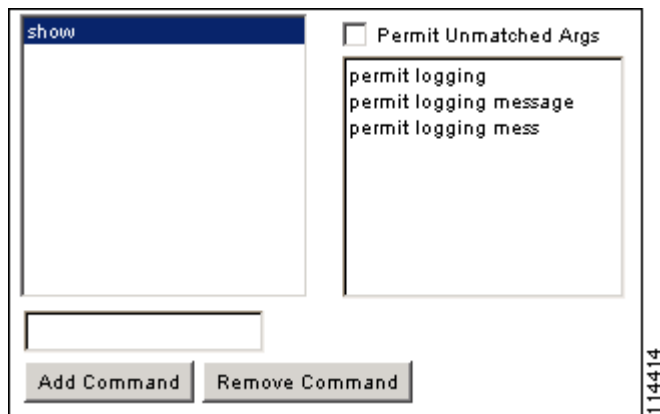 show
Permit Unmatched Args
permit logging
permit logging message
permit logging mess
Add Command
Remove Command
114414